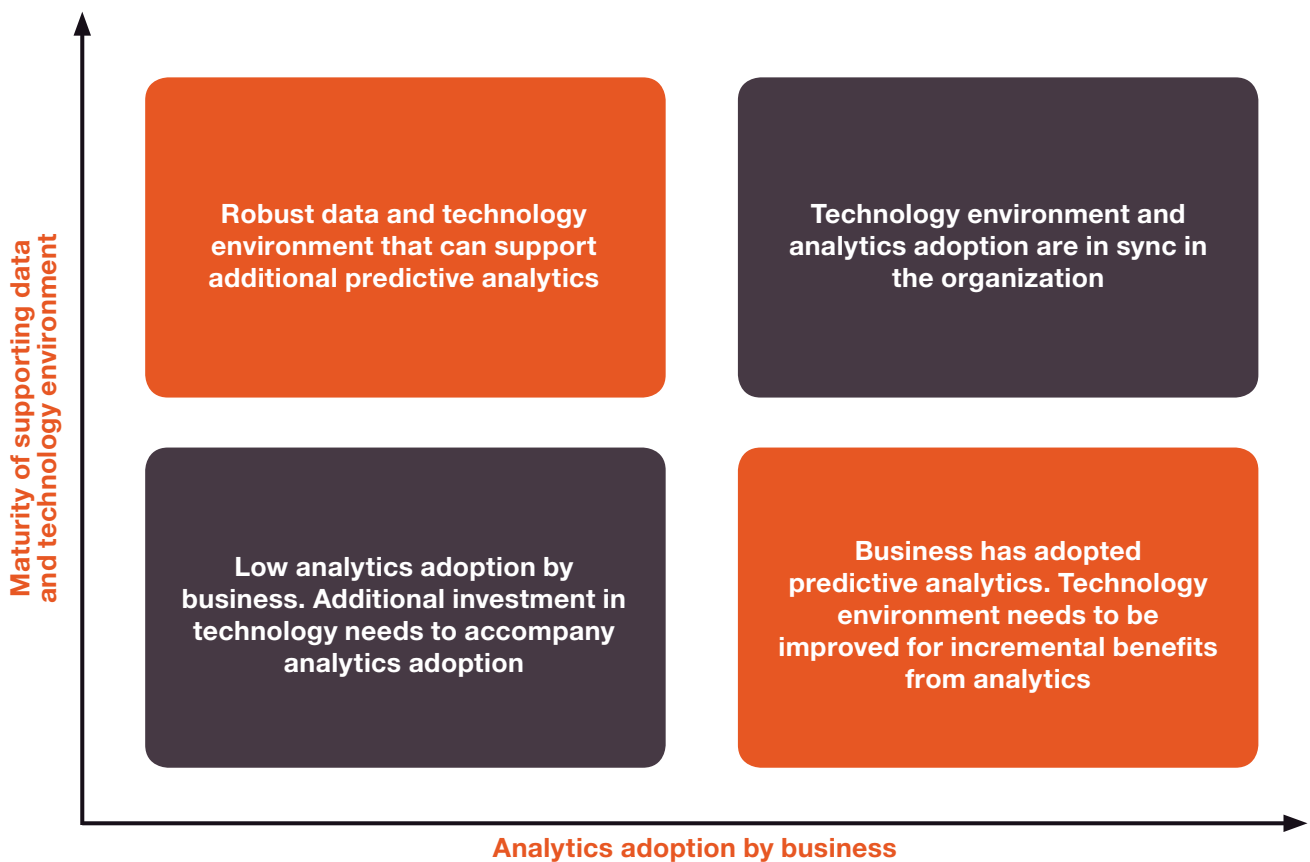 Maturity of supporting data
and technology environment
Robust data and technology
environment that can support
additional predictive analytics
Technology environment and
analytics adoption are in sync in
the organization
Low analytics adoption by
business. Additional investment in
technology needs to accompany
analytics adoption
Business has adopted
predictive analytics. Technology
environment needs to be
improved for incremental benefits
from analytics
Analytics adoption by business